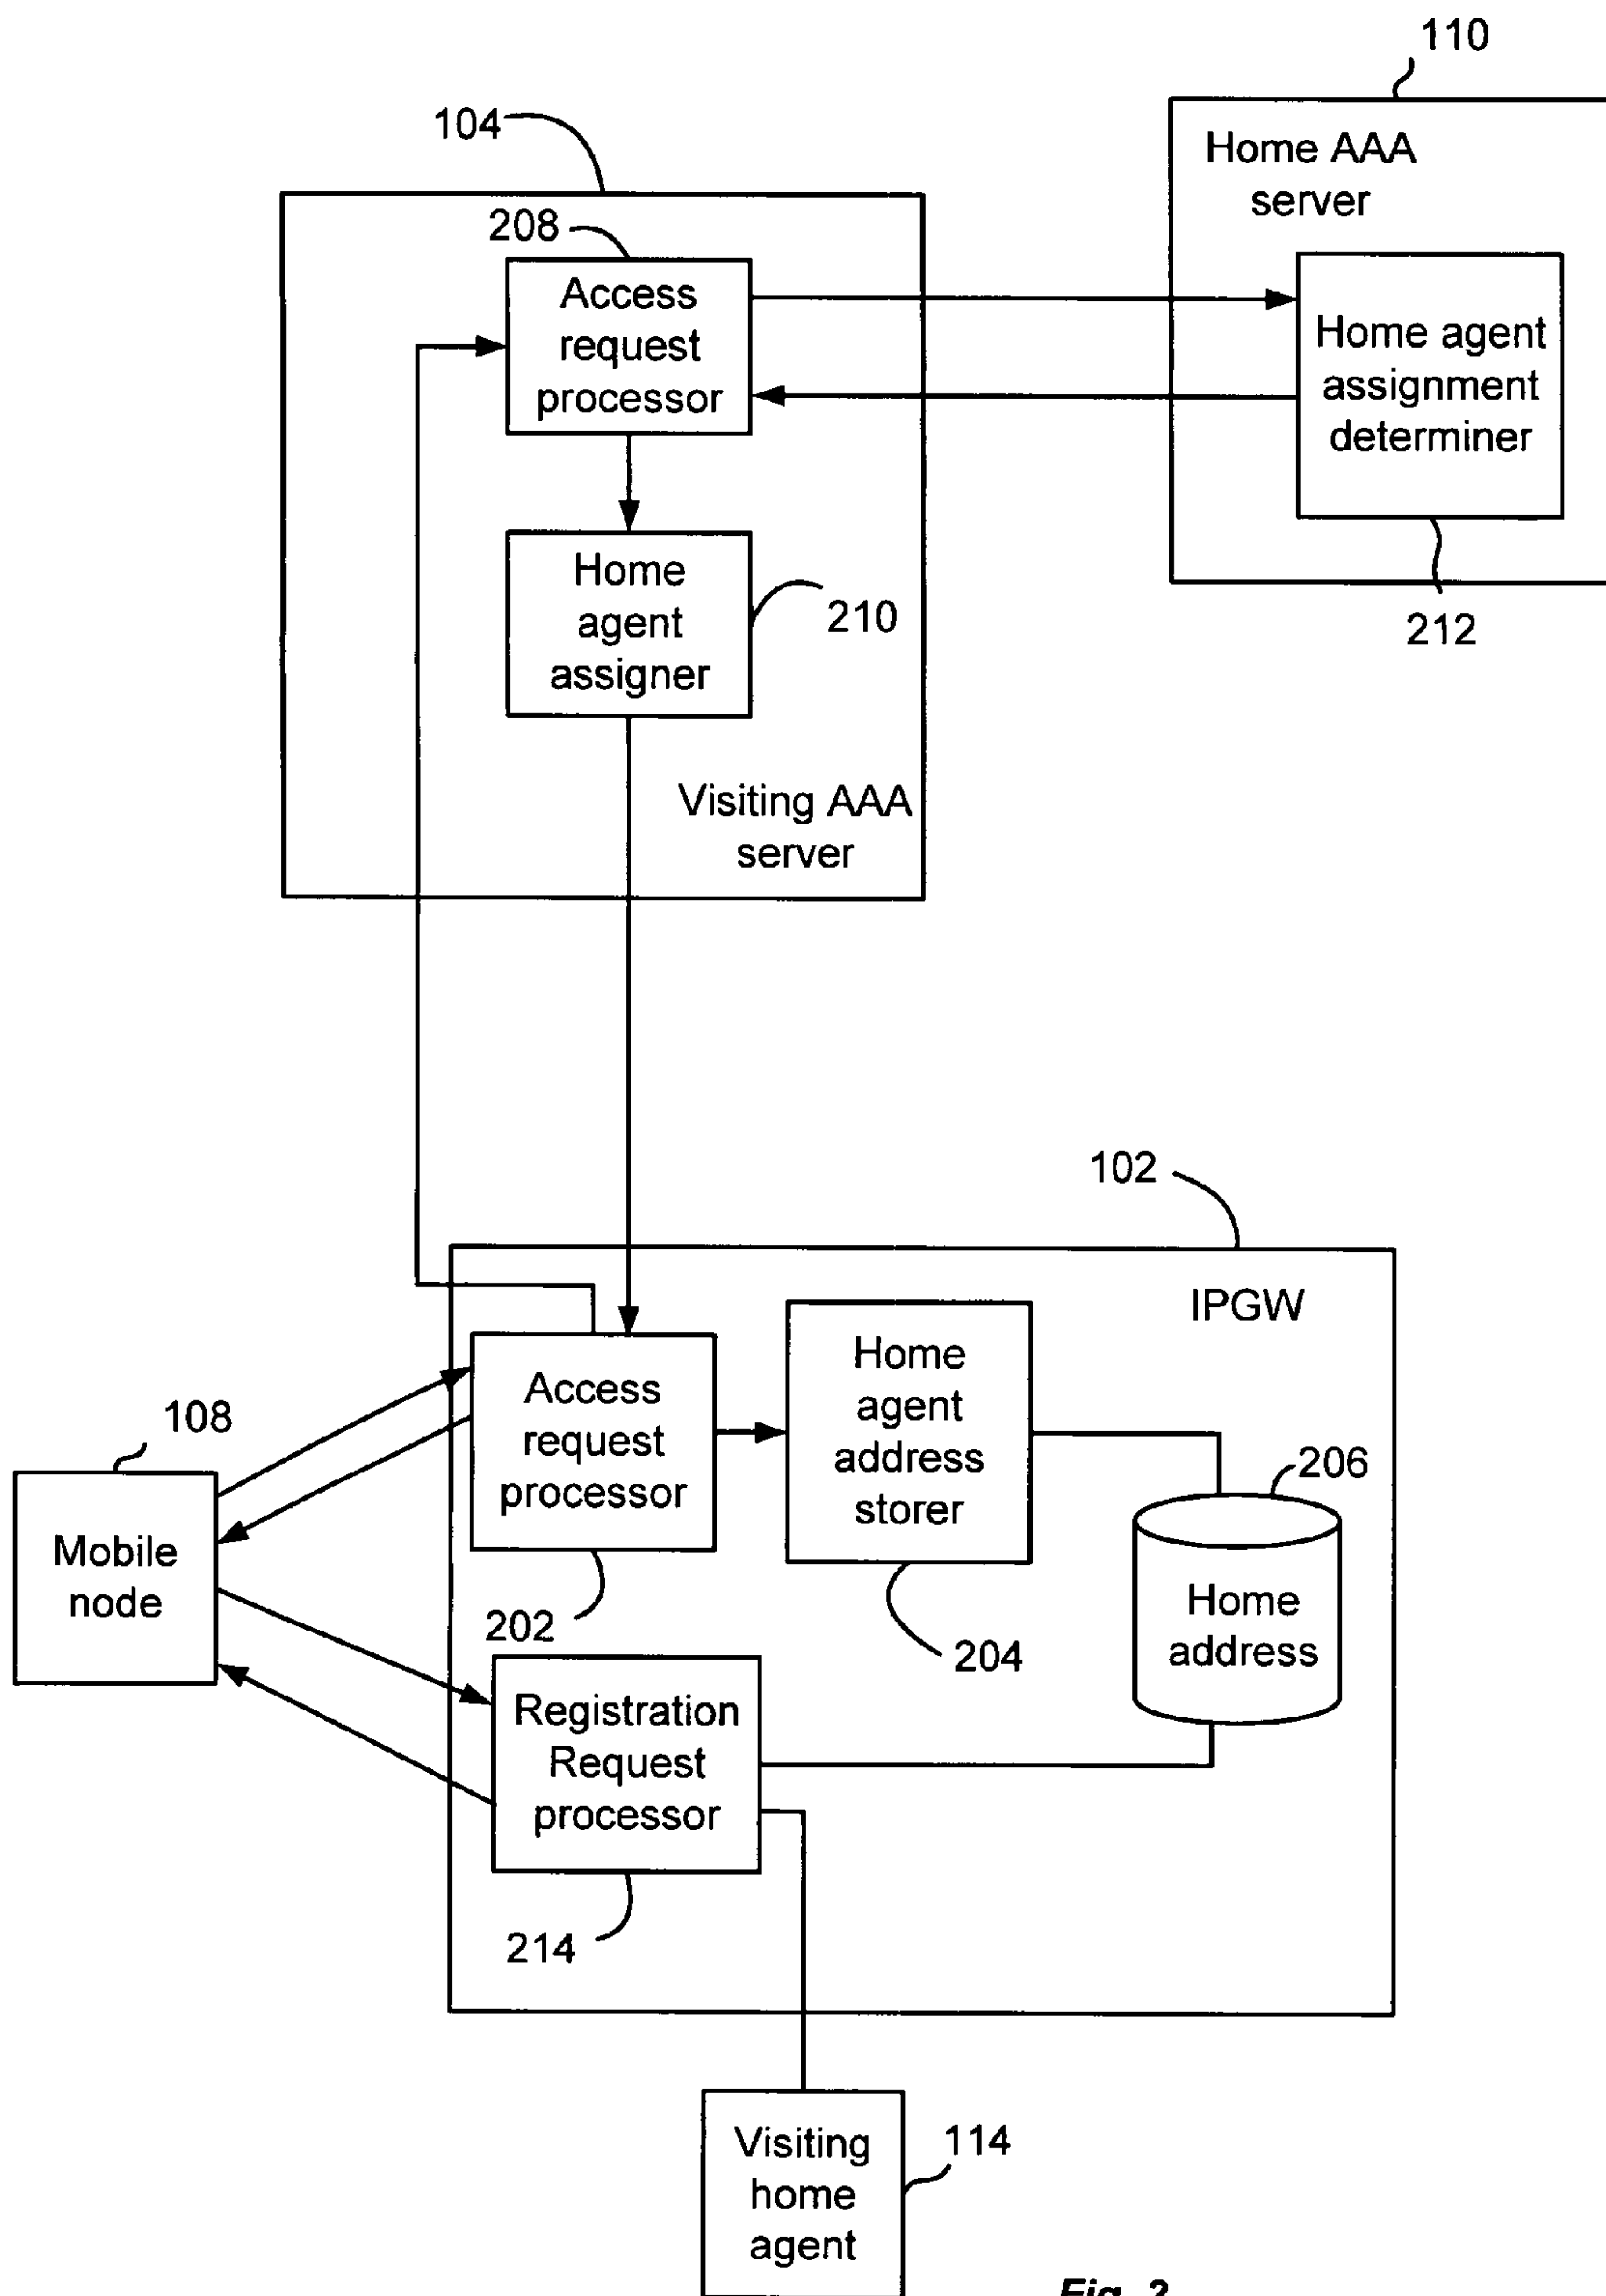 110
104
Home AAA
server
208
Access
request
processor
Home agent
assignment
determiner
Home
agent
assigner
210
212
Visiting AAA
server
102
IPGW
Home
agent
address
storer
Access
request
processor
108
206
Mobile
node
Home
address
202
204
Registration
Request
processor
214
Visiting
home
agent
114
Fig. 2